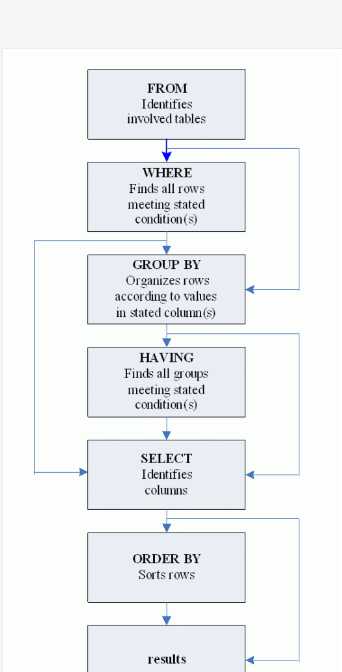 FROM
Identifies
involved tables
WHERE
Finds all rows
meeting stated
condition(s)
GROUP BY
Organizes rows
according to values
in stated column(s)
HAVING
Finds all groups
meeting stated
condition(s)
SELECT
Identifies
columns
ORDER BY
Sorts rows
results